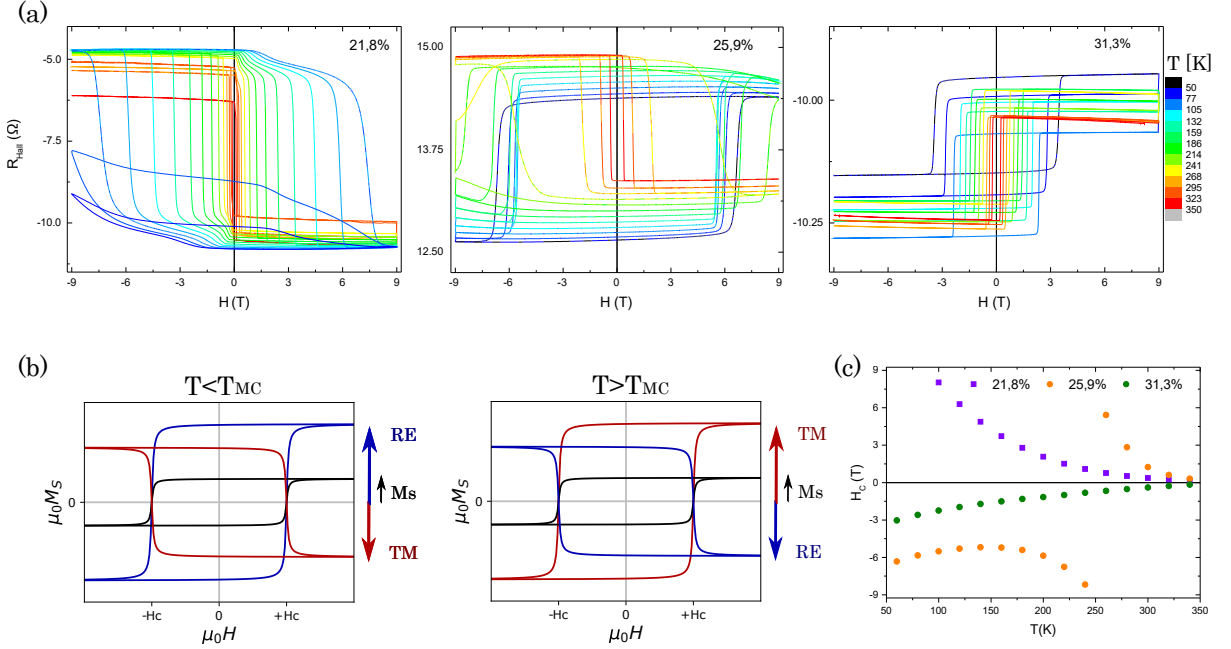 (a)
21,8%
-5.0
-7.5
-10.0
R_Hall (Ω)
-9 -6 -3 0 3 6 9
H (T)
25,9%
15.00
13.75
12.50
-9 -6 -3 0 3 6 9
H (T)
31,3%
-10.00
-10.25
-9 -6 -3 0 3 6 9
H (T)
T [K]
50
77
105
132
159
186
214
241
268
295
323
350
(b)
T<TMC
RE
Ms
TM
0
μ₀M_S
-Hc 0 +Hc
μ₀H
T>TMC
TM
Ms
RE
0
μ₀M_S
-Hc 0 +Hc
μ₀H
(c)
21,8% 25,9% 31,3%
9
6
3
0
-3
-6
-9
H_C (T)
50 100 150 200 250 300 350
T(K)